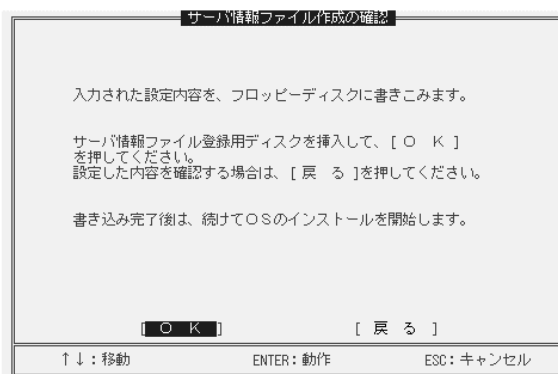 サーバ情報ファイル作成の確認
入力された設定内容を、フロッピーディスクに書きこみます。
サーバ情報ファイル登録用ディスクを挿入して、[ O K ]
を押してください。
設定した内容を確認する場合は、[ 戻 る ]を押してください。
書き込み完了後は、続けてOSのインストールを開始します。
[ O K ] [ 戻 る ]
↑↓:移動 ENTER:動作 ESC:キャンセル